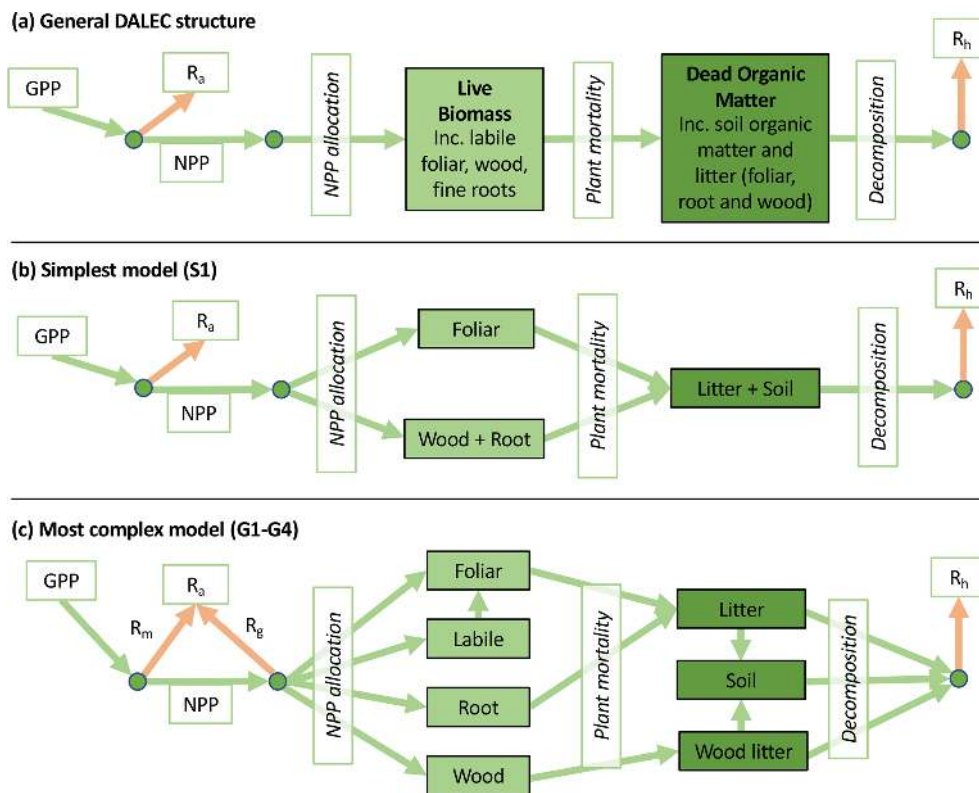 (a) General DALEC structure
GPP
Ra
NPP
NPP allocation
Live
Biomass
Inc. labile
foliar, wood,
fine roots
Plant mortality
Dead Organic
Matter
Inc. soil organic
matter and
litter (foliar,
root and wood)
Decomposition
Rh
(b) Simplest model (S1)
GPP
Ra
NPP
NPP allocation
Foliar
Wood + Root
Plant mortality
Litter + Soil
Decomposition
Rh
(c) Most complex model (G1-G4)
GPP
Ra
Rm
Rg
NPP
NPP allocation
Foliar
Labile
Root
Wood
Plant mortality
Litter
Soil
Wood litter
Decomposition
Rh